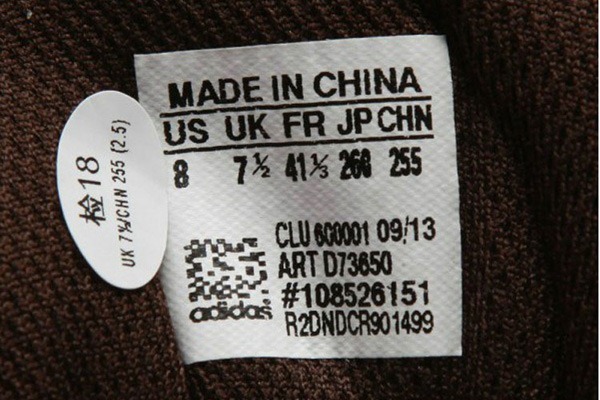 MADE IN CHINA
US UK FR JP CHN
8 7½ 41⅓ 260 255
CLU 600001 09/13
ART D73650
#108526151
adidas
R2DNDCR901499
检18
UK 7½/CHN 255 (2.5)